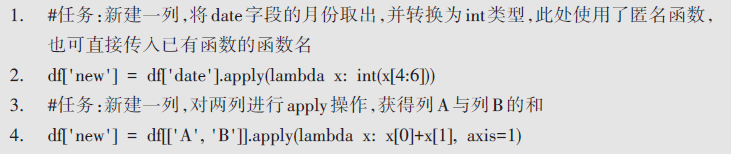 1. #任务:新建一列,将date字段的月份取出,并转换为int类型,此处使用了匿名函数,
也可直接传入已有函数的函数名
2. df['new'] = df['date'].apply(lambda x: int(x[4:6]))
3. #任务:新建一列,对两列进行apply操作,获得列A与列B的和
4. df['new'] = df[['A', 'B']].apply(lambda x: x[0]+x[1], axis=1)